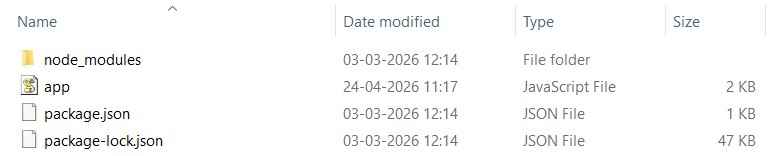 Name Date modified Type Size
node_modules 03-03-2026 12:14 File folder
app 24-04-2026 11:17 JavaScript File 2 KB
package.json 03-03-2026 12:14 JSON File 1 KB
package-lock.json 03-03-2026 12:14 JSON File 47 KB